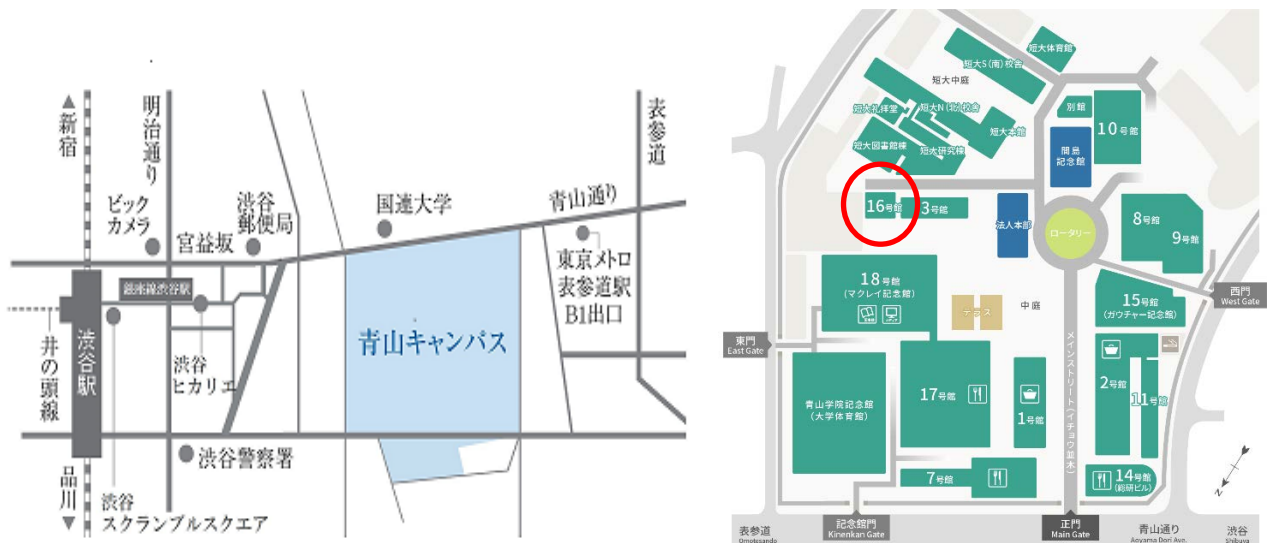 ▲新宿
明治通り
ビック
カメラ
宮益坂
渋谷
郵便局
国連大学
青山通り
表参道
東京メトロ
表参道駅
B1出口
銀座線渋谷駅
青山キャンパス
井の頭線
渋谷駅
渋谷
ヒカリエ
渋谷警察署
品川▼
渋谷
スクランブルスクエア
短大体育館
短大S(南)校舎
短大中庭
短大礼拝堂
短大N(北)校舎
短大本館
短大図書館棟
短大研究棟
別館
10号館
間島
記念館
16号館
3号館
法人本部
ロータリー
8号館
9号館
18号館
(マクレイ記念館)
テラス
中庭
15号館
(ガウチャー記念館)
西門
West Gate
東門
East Gate
青山学院記念館
(大学体育館)
17号館
1号館
メインストリート(イチョウ並木)
2号館
11号館
7号館
14号館
(総研ビル)
N
表参道
Omotesando
記念館門
Kinenkan Gate
正門
Main Gate
青山通り
Aoyama Dori Ave.
渋谷
Shibuya